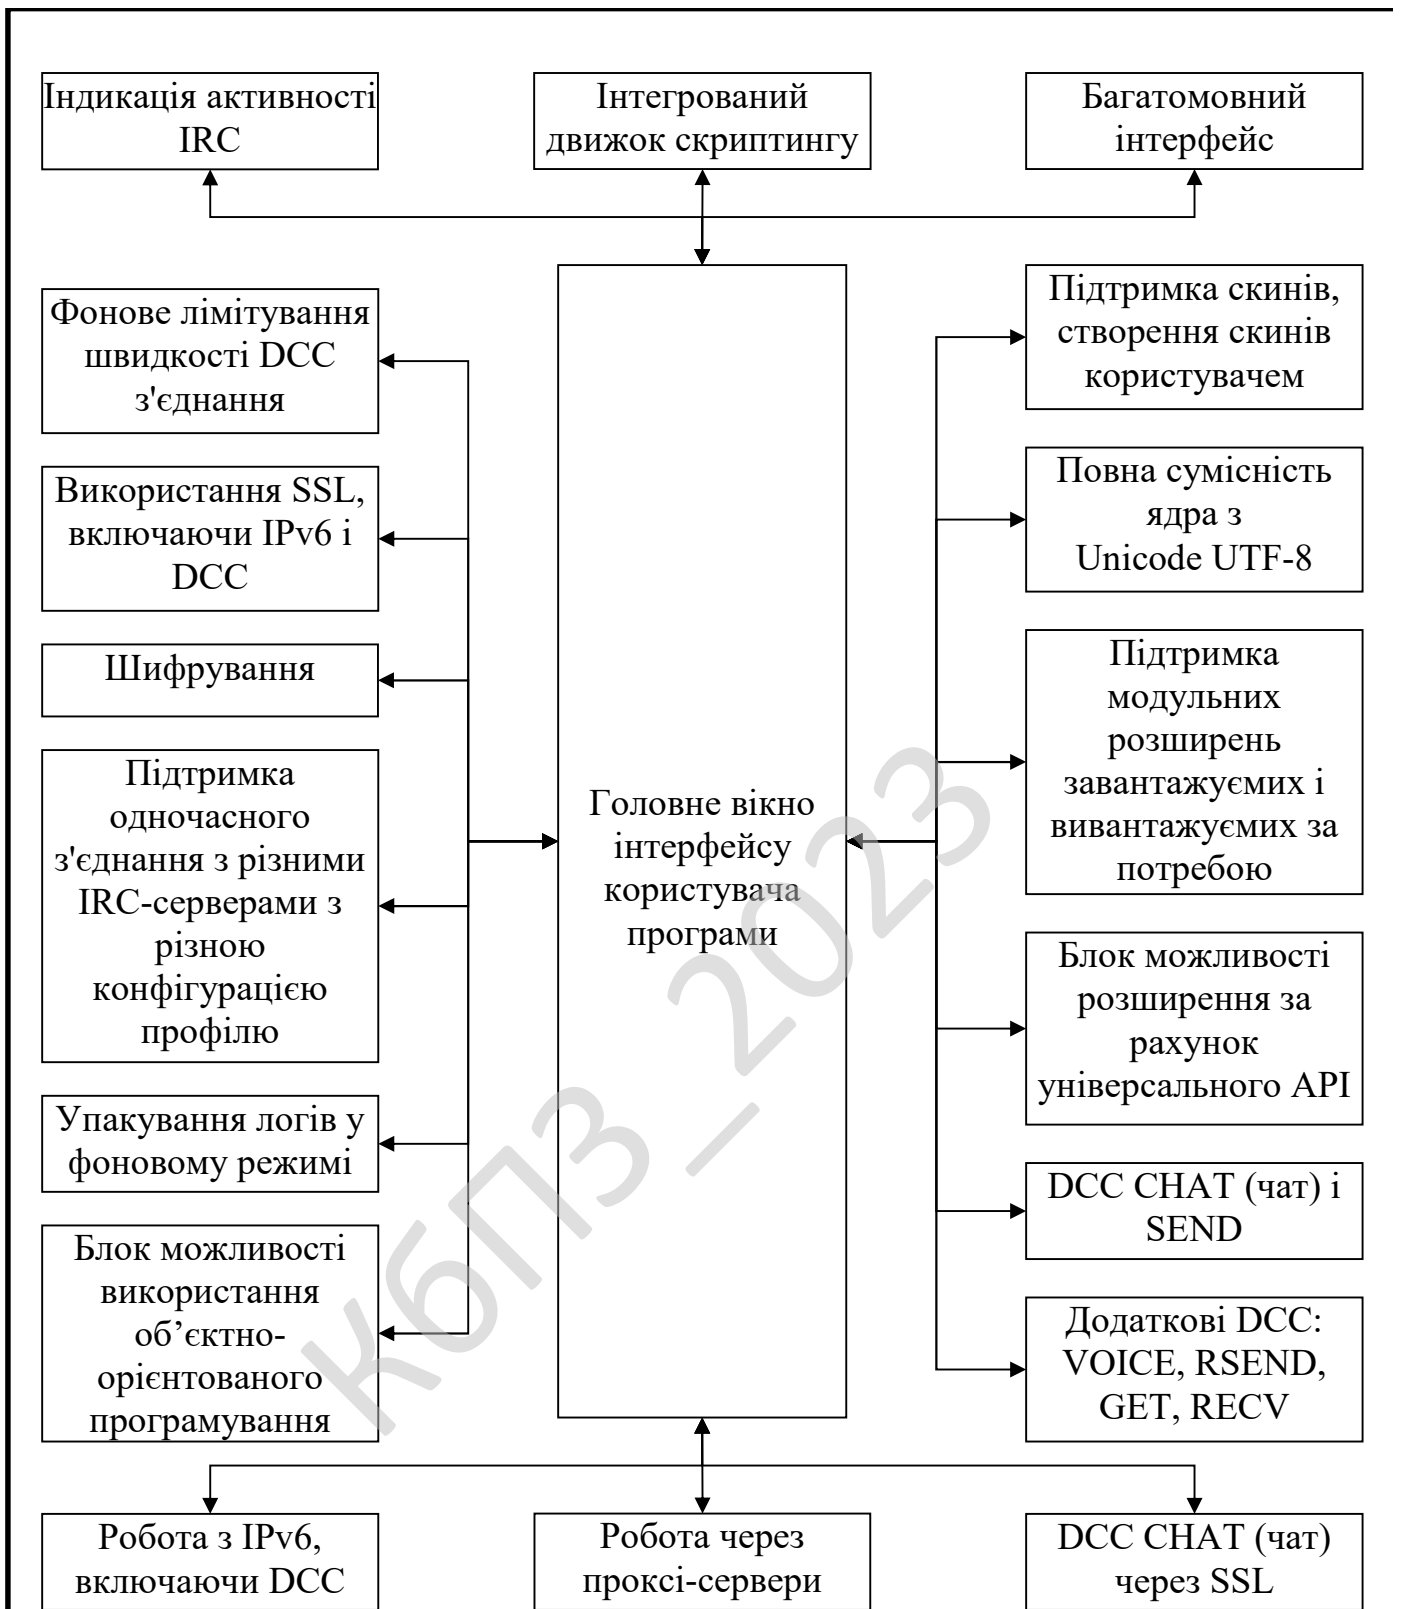 Індикація активності
IRC
Інтегрований
движок скриптингу
Багатомовний
інтерфейс
Фонове лімітування
швидкості DCC
з'єднання
Використання SSL,
включаючи IPv6 і
DCC
Шифрування
Підтримка
одночасного
з'єднання з різними
IRC-серверами з
різною
конфігурацією
профілю
Упакування логів у
фоновому режимі
Блок можливості
використання
об’єктно-
орієнтованого
програмування
Головне вікно
інтерфейсу
користувача
програми
Підтримка скинів,
створення скинів
користувачем
Повна сумісність
ядра з
Unicode UTF-8
Підтримка
модульних
розширень
завантажуємих і
вивантажуємих за
потребою
Блок можливості
розширення за
рахунок
універсального API
DCC CHAT (чат) і
SEND
Додаткові DCC:
VOICE, RSEND,
GET, RECV
Робота з IPv6,
включаючи DCC
Робота через
проксі-сервери
DCC CHAT (чат)
через SSL
КбПЗ_2023